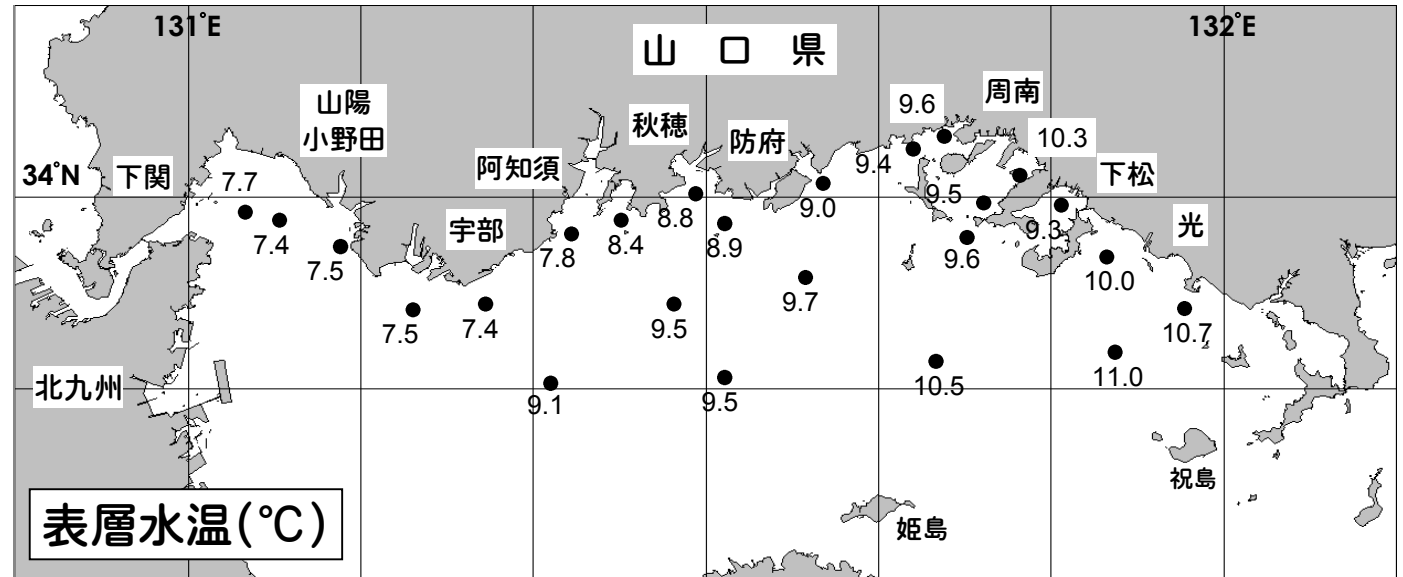 131°E
132°E
山口県
山陽
小野田
秋穂
防府
周南
9.6
10.3
9.4
阿知須
下松
34°N
下関
7.7
9.5
8.8
9.0
光
7.4
宇部
8.4
8.9
9.3
7.5
7.8
9.6
10.0
7.5
7.4
9.5
9.7
10.7
北九州
9.1
9.5
10.5
11.0
祝島
表層水温(℃)
姫島